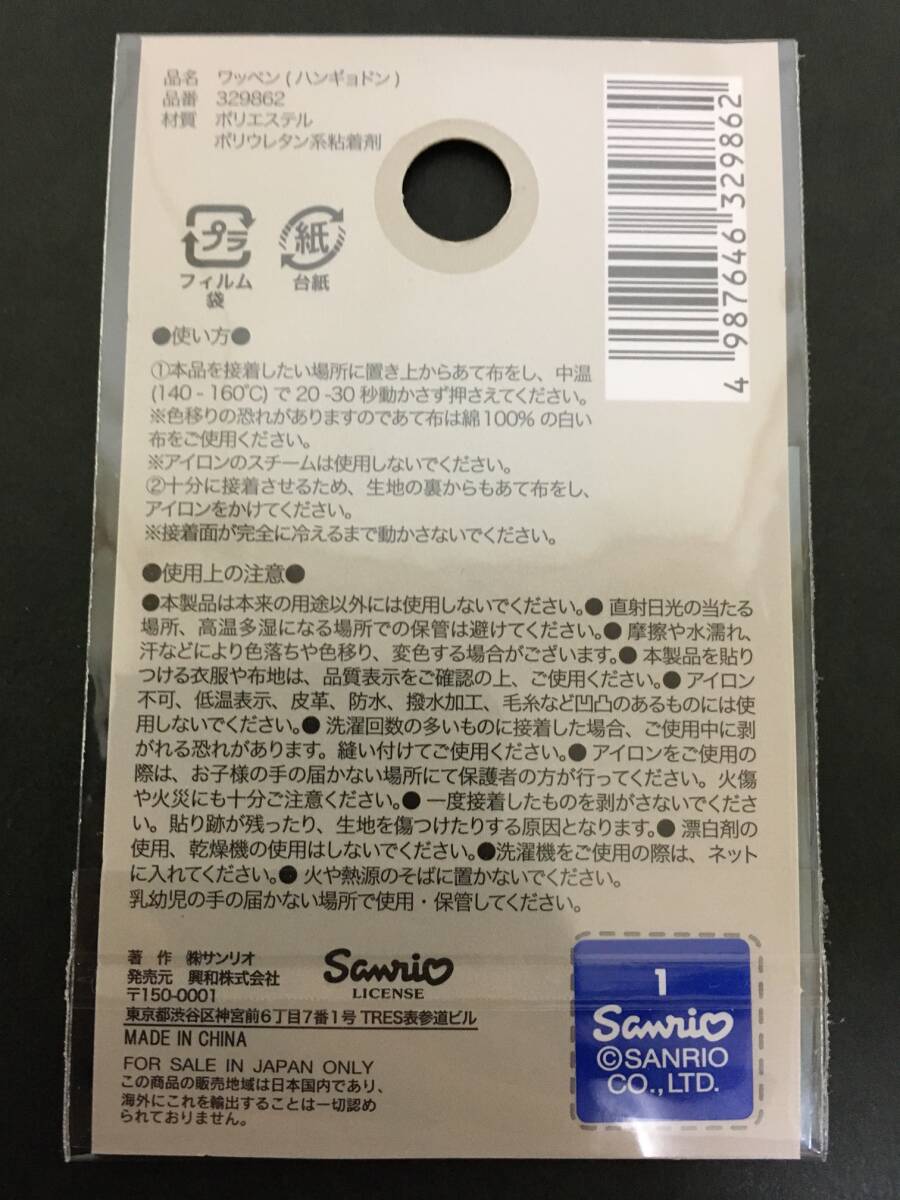 品名 ワッペン(ハンギョドン)
品番 329862
材質 ポリエステル
ポリウレタン系粘着剤
4 987646 329862
プラ
フィルム
袋
紙
台紙
●使い方●
①本品を接着したい場所に置き上からあて布をし、中温
(140 - 160℃) で 20 -30 秒動かさず押さえてください。
※色移りの恐れがありますのであて布は綿100% の白い
布をご使用ください。
※アイロンのスチームは使用しないでください。
②十分に接着させるため、生地の裏からもあて布をし、
アイロンをかけてください。
※接着面が完全に冷えるまで動かさないでください。
●使用上の注意●
●本製品は本来の用途以外には使用しないでください。● 直射日光の当たる
場所、高温多湿になる場所での保管は避けてください。● 摩擦や水濡れ、
汗などにより色落ちや色移り、変色する場合がございます。● 本製品を貼り
つける衣服や布地は、品質表示をご確認の上、ご使用ください。● アイロン
不可、低温表示、皮革、防水、撥水加工、毛糸など凹凸のあるものには使
用しないでください。● 洗濯回数の多いものに接着した場合、ご使用中に剥
がれる恐れがあります。縫い付けてご使用ください。● アイロンをご使用の
際は、お子様の手の届かない場所にて保護者の方が行ってください。火傷
や火災にも十分ご注意ください。● 一度接着したものを剥がさないでくださ
い。貼り跡が残ったり、生地を傷つけたりする原因となります。● 漂白剤の
使用、乾燥機の使用はしないでください。●洗濯機をご使用の際は、ネット
に入れてください。● 火や熱源のそばに置かないでください。
乳幼児の手の届かない場所で使用・保管してください。
著 作 ㈱サンリオ
発売元 興和株式会社
〒150-0001
東京都渋谷区神宮前6丁目7番1号 TRES表参道ビル
MADE IN CHINA
FOR SALE IN JAPAN ONLY
この商品の販売地域は日本国内であり、
海外にこれを輸出することは一切認め
られておりません。
Sanrio
LICENSE
1
Sanrio
©SANRIO
CO.,LTD.